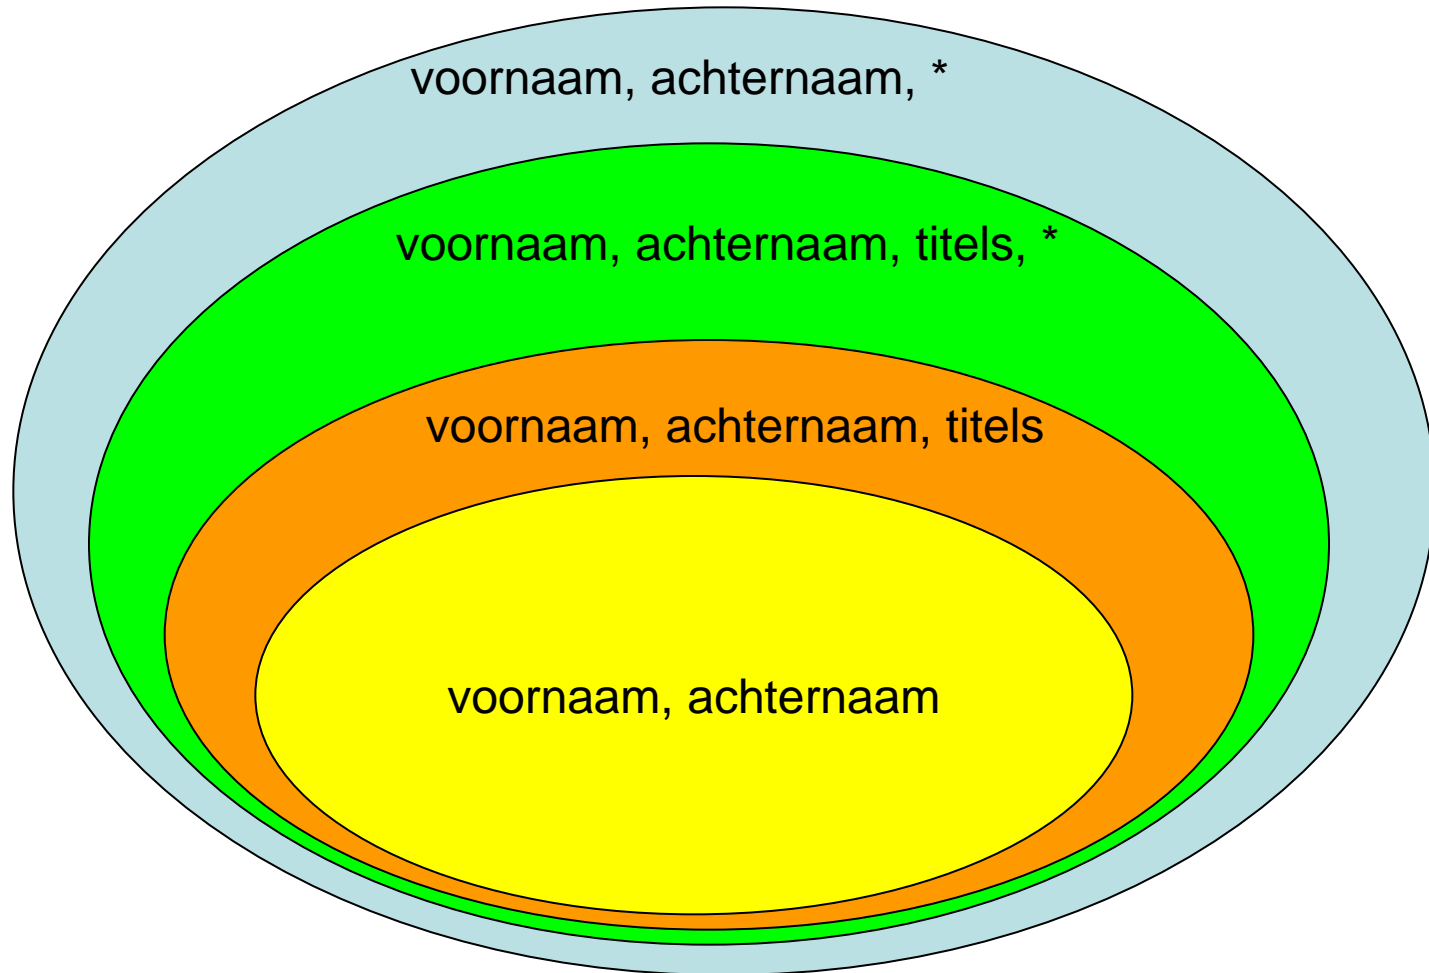 voornaam, achternaam, *
voornaam, achternaam, titels, *
voornaam, achternaam, titels
voornaam, achternaam